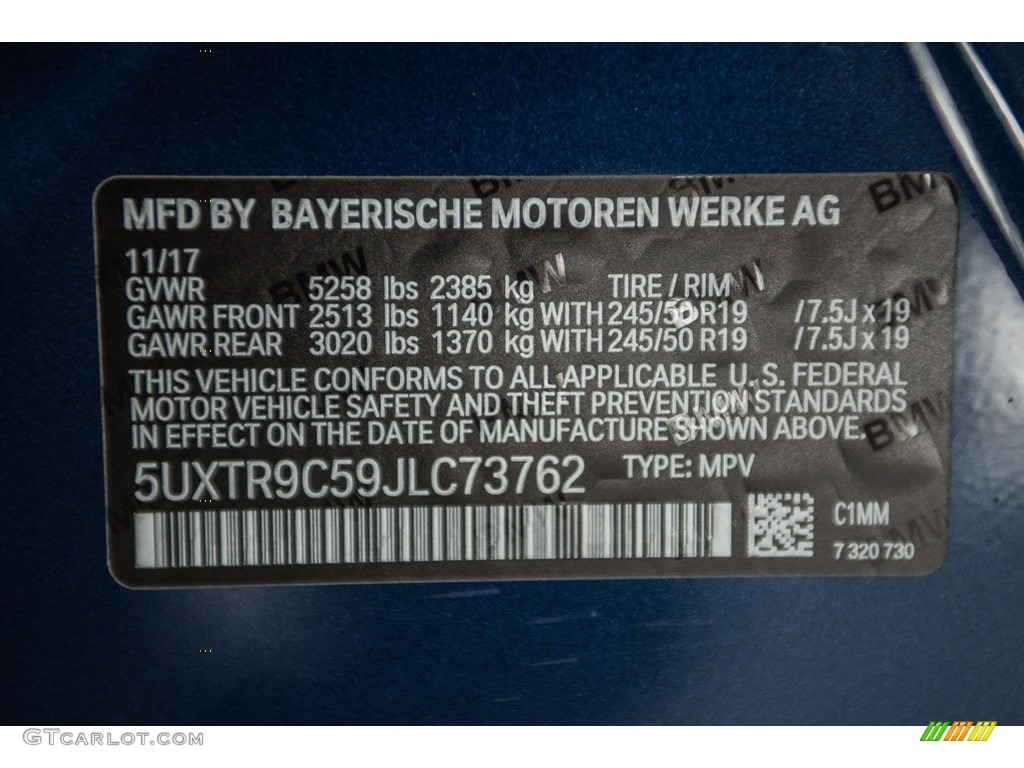 MFD BY BAYERISCHE MOTOREN WERKE AG
11/17
GVWR 5258 lbs 2385 kg TIRE / RIM
GAWR FRONT 2513 lbs 1140 kg WITH 245/50 R19 /7.5J x 19
GAWR REAR 3020 lbs 1370 kg WITH 245/50 R19 /7.5J x 19
THIS VEHICLE CONFORMS TO ALL APPLICABLE U.S. FEDERAL
MOTOR VEHICLE SAFETY AND THEFT PREVENTION STANDARDS
IN EFFECT ON THE DATE OF MANUFACTURE SHOWN ABOVE.
5UXTR9C59JLC73762 TYPE: MPV
C1MM
7 320 730
© GTCarLot.com